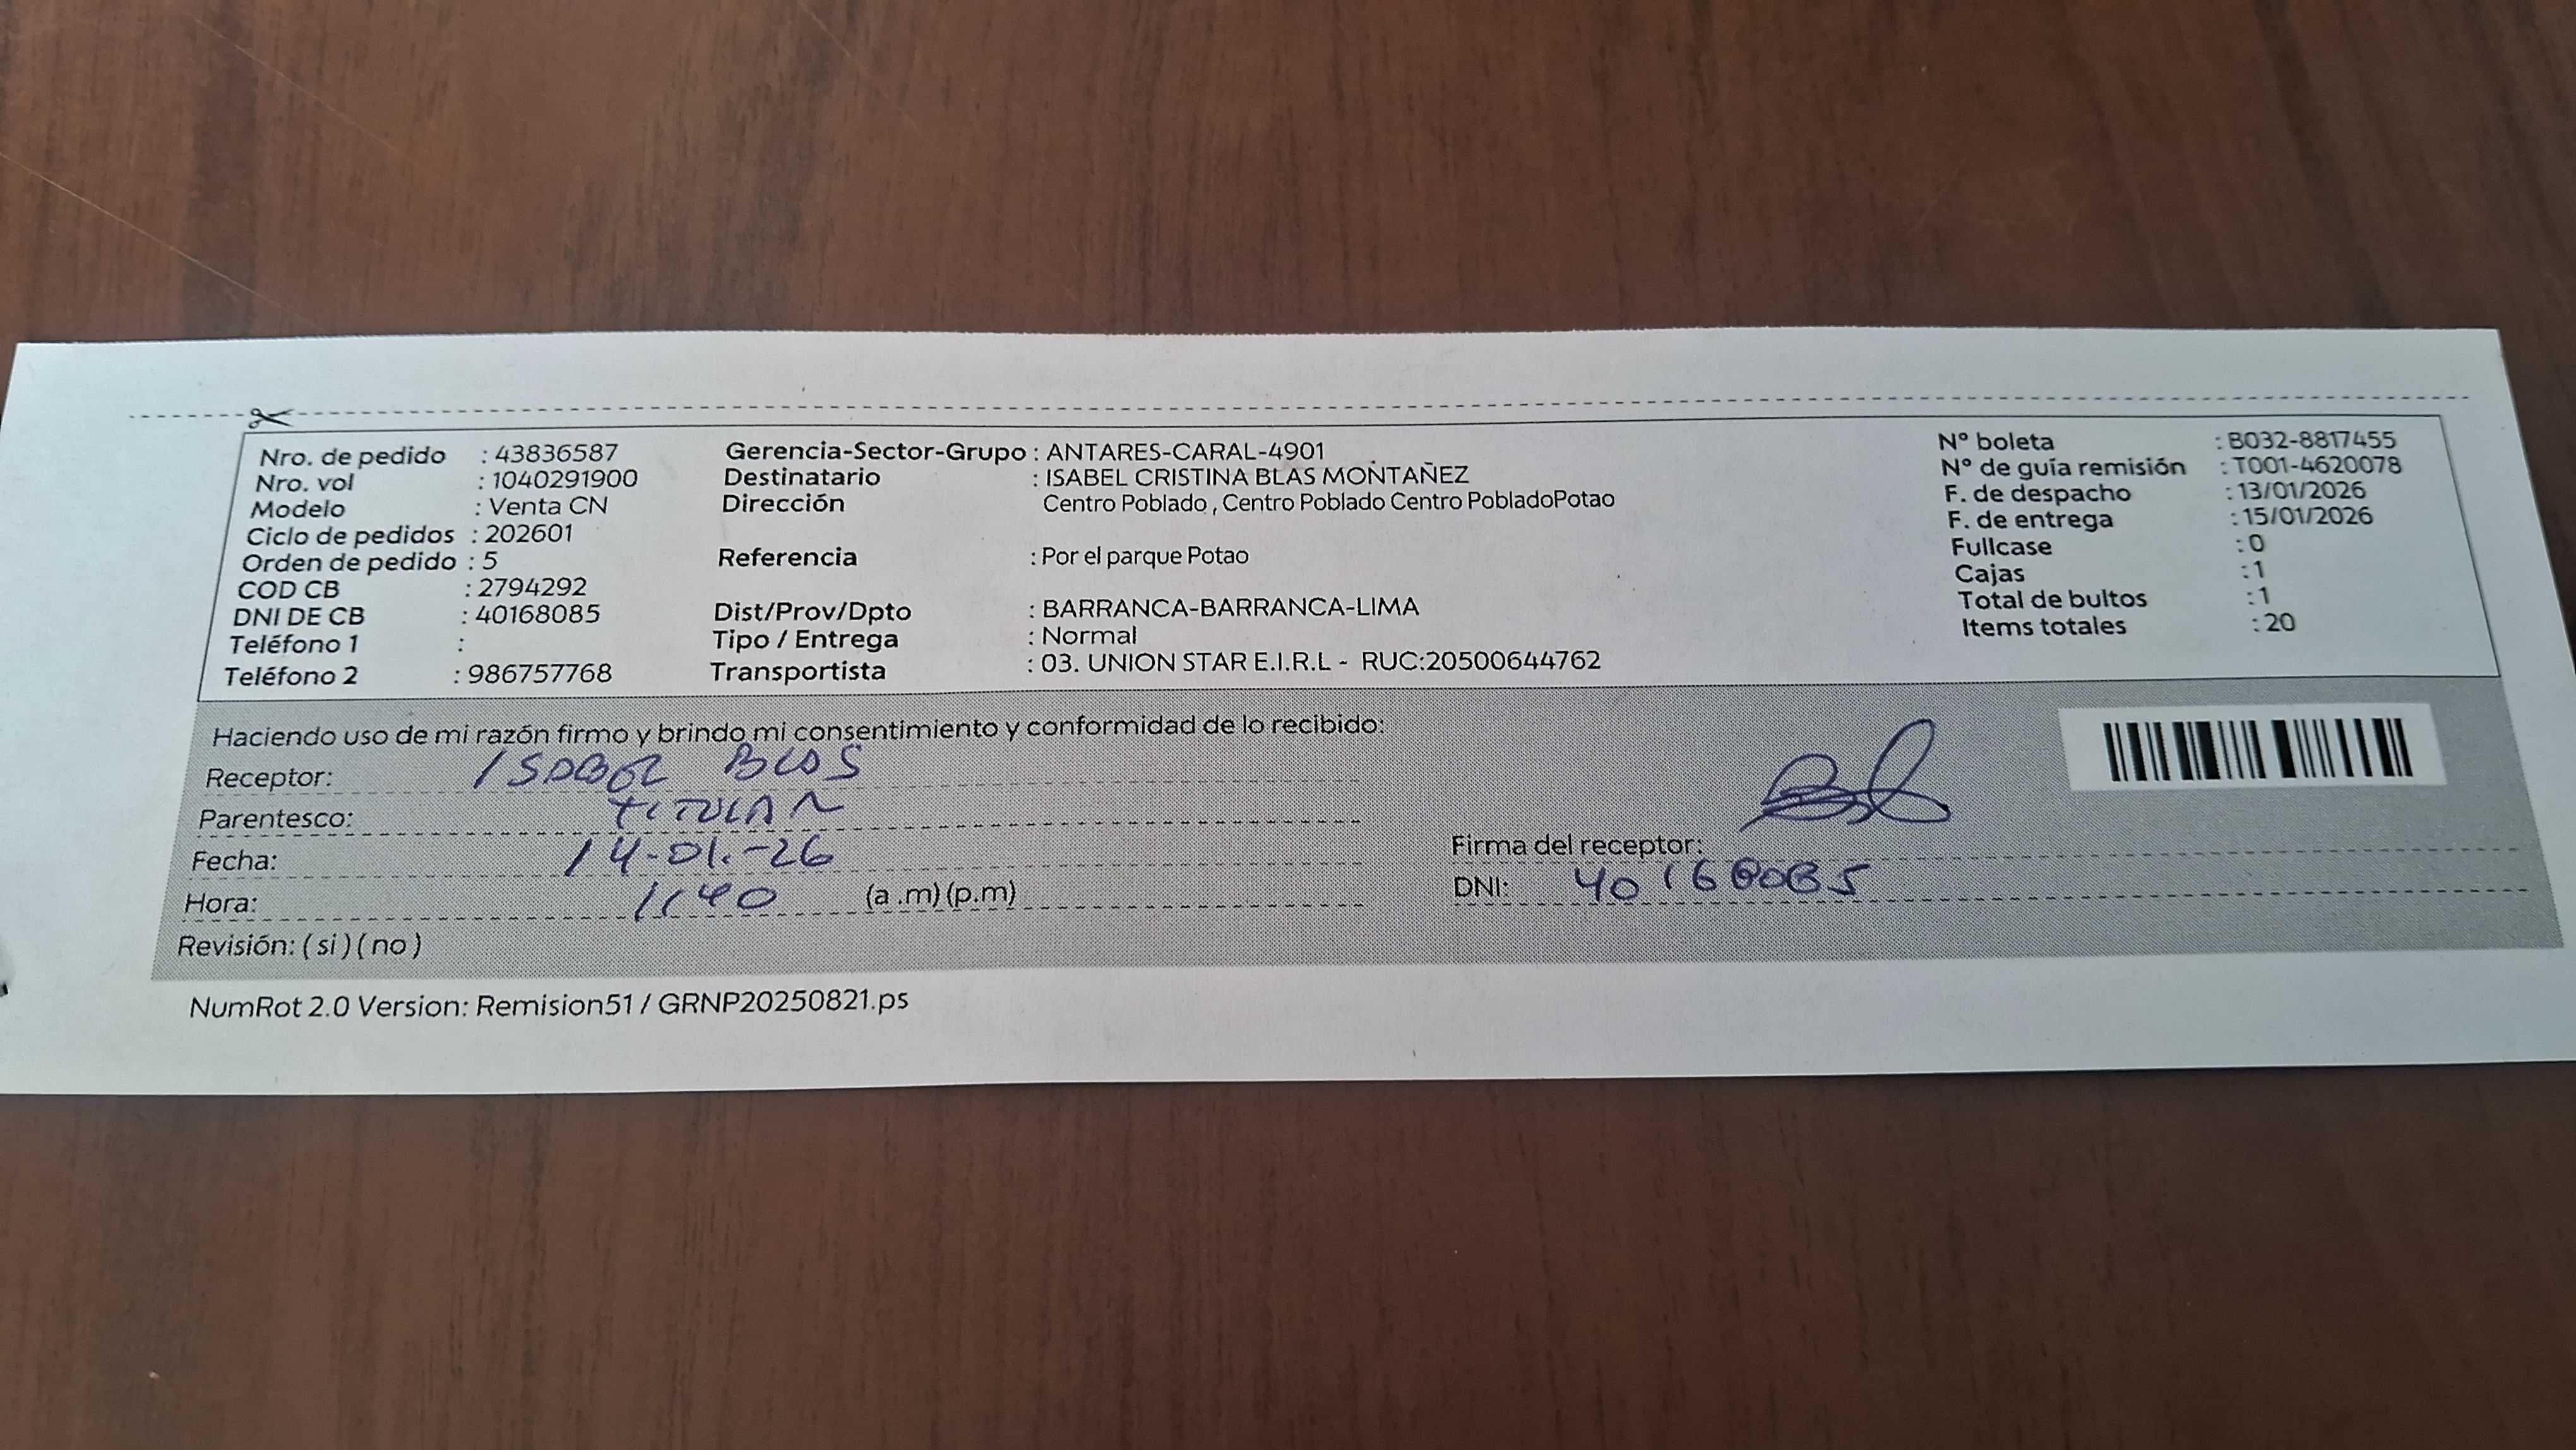 Nro. de pedido : 43836587
Nro. vol : 1040291900
Modelo : Venta CN
Ciclo de pedidos : 202601
Orden de pedido : 5
COD CB : 2794292
DNI DE CB : 40168085
Teléfono 1 :
Teléfono 2 : 986757768
Gerencia-Sector-Grupo : ANTARES-CARAL-4901
Destinatario : ISABEL CRISTINA BLAS MONTAÑEZ
Dirección Centro Poblado , Centro Poblado Centro PobladoPotao
Referencia : Por el parque Potao
Dist/Prov/Dpto : BARRANCA-BARRANCA-LIMA
Tipo / Entrega : Normal
Transportista : 03. UNION STAR E.I.R.L - RUC:20500644762
N° boleta : B032-8817455
N° de guía remisión : T001-4620078
F. de despacho : 13/01/2026
F. de entrega : 15/01/2026
Fullcase : 0
Cajas : 1
Total de bultos : 1
Items totales : 20
Haciendo uso de mi razón firmo y brindo mi consentimiento y conformidad de lo recibido:
Receptor: ISABEL BLAS
Parentesco: TITULAR
Fecha: 14-01.-26
Hora: 1140 (a .m) (p.m)
Revisión: ( si ) ( no )
Firma del receptor:
DNI: 40168085
NumRot 2.0 Version: Remision51 / GRNP20250821.ps